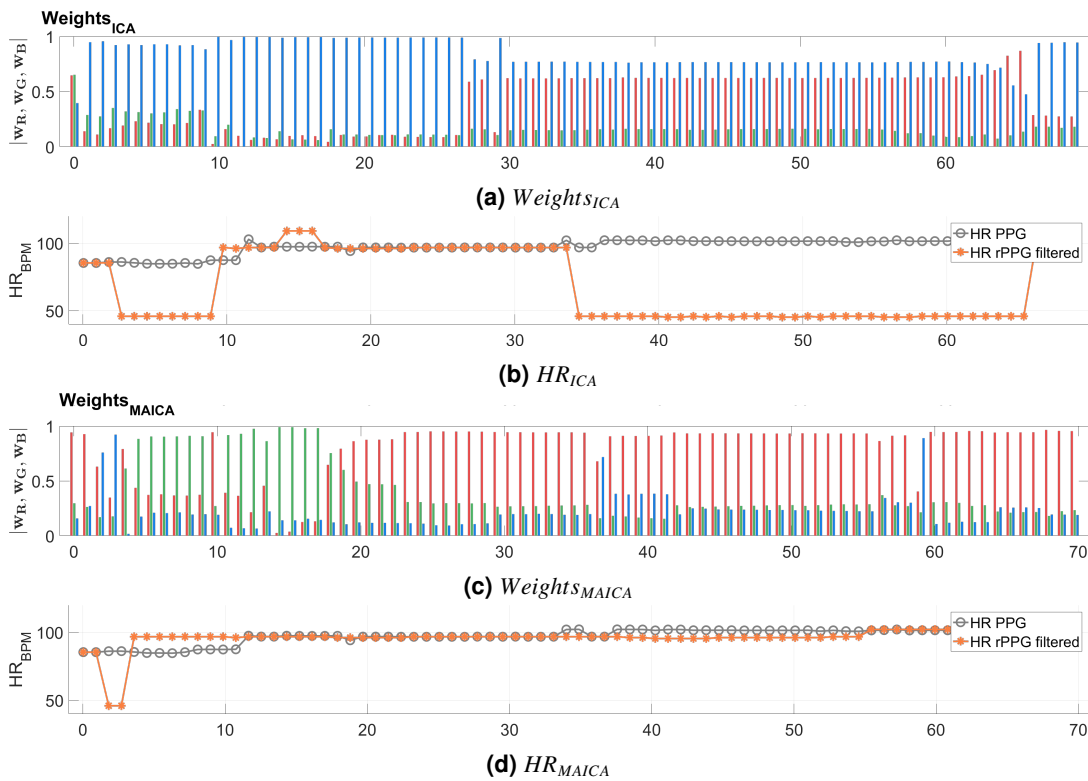 Weights_ICA
|w_R, w_G, w_B|
1
0.5
0
0 10 20 30 40 50 60
(a) Weights_ICA
HR_BPM
100
50
HR PPG
HR rPPG filtered
0 10 20 30 40 50 60
(b) HR_ICA
Weights_MAICA
|w_R, w_G, w_B|
1
0.5
0
0 10 20 30 40 50 60 70
(c) Weights_MAICA
HR_BPM
100
50
HR PPG
HR rPPG filtered
0 10 20 30 40 50 60 70
(d) HR_MAICA